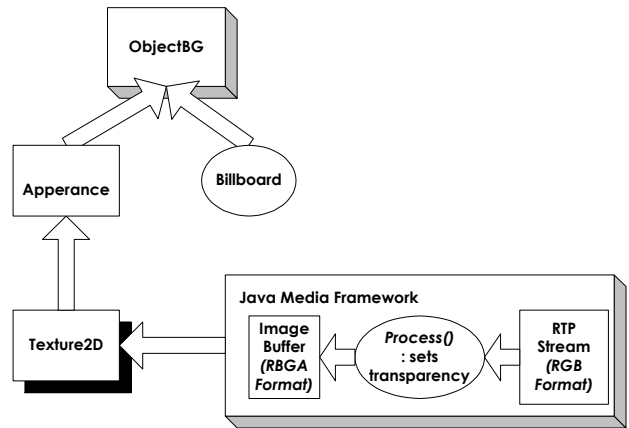 ObjectBG
Apperance
Billboard
Java Media Framework
Texture2D
Image
Buffer
(RBGA
Format)
Process()
: sets
transparency
RTP
Stream
(RGB
Format)